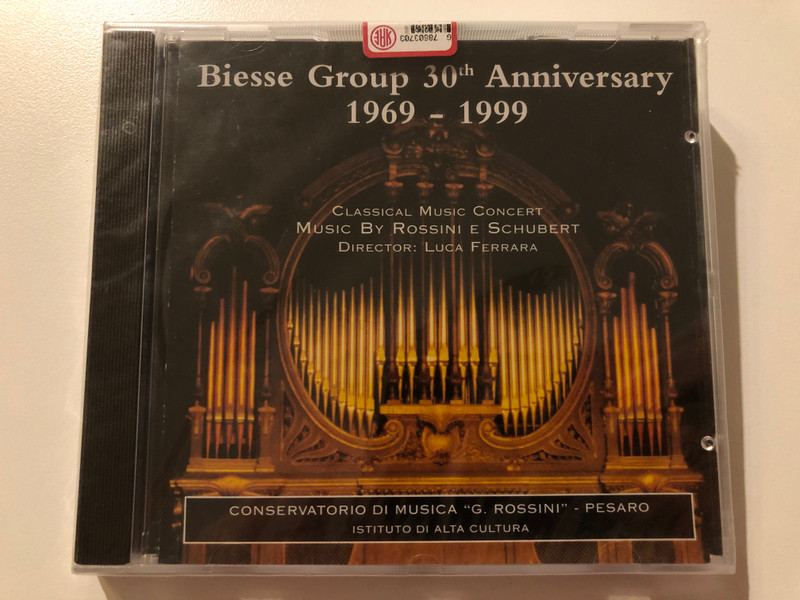 G 78603703
Biesse Group 30th Anniversary
1969 - 1999
CLASSICAL MUSIC CONCERT
MUSIC BY ROSSINI E SCHUBERT
DIRECTOR: LUCA FERRARA
CONSERVATORIO DI MUSICA “G. ROSSINI” - PESARO
ISTITUTO DI ALTA CULTURA